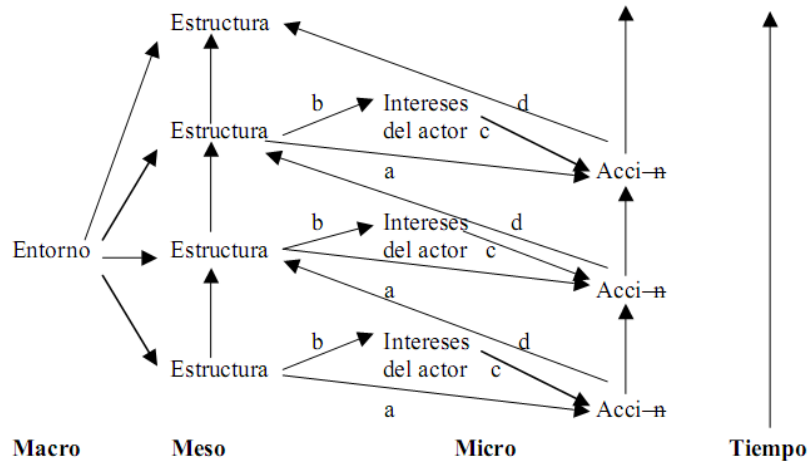 Estructura
b Intereses d
Estructura
del actor c
a Acci–n
b Intereses d
Entorno Estructura
del actor c
a Acci–n
b Intereses d
Estructura del actor c
a Acci–n
Macro Meso Micro Tiempo